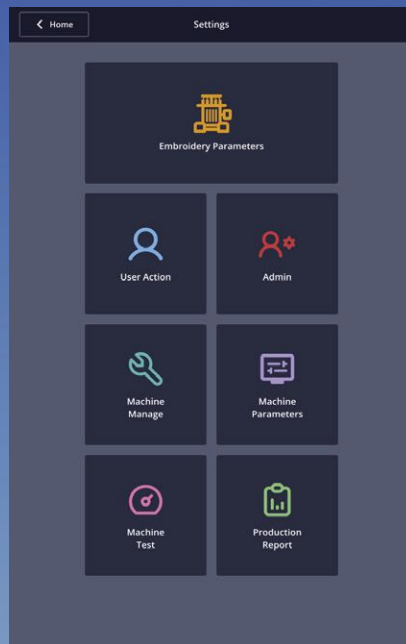 Home
Settings
Embroidery Parameters
User Action
Admin
Machine
Manage
Machine
Parameters
Machine
Test
Production
Report